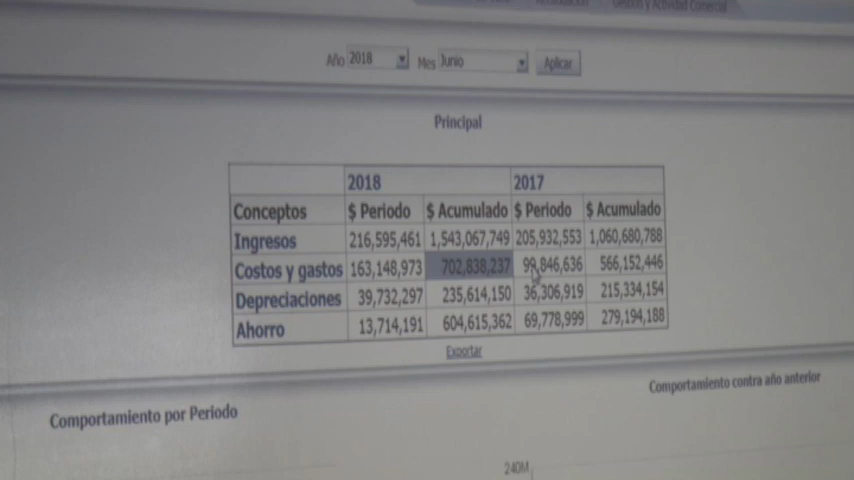 Gestión y Actividad Comercial
Año 2018 Mes Junio Aplicar
Principal
2018 2017
Conceptos $ Periodo $ Acumulado $ Periodo $ Acumulado
Ingresos 216,595,461 1,543,067,749 205,932,553 1,060,680,788
Costos y gastos 163,148,973 702,838,237 99,846,636 566,152,446
Depreciaciones 39,732,297 235,614,150 36,306,919 215,334,154
Ahorro 13,714,191 604,615,362 69,778,999 279,194,188
Exportar
Comportamiento contra año anterior
Comportamiento por Periodo
240M